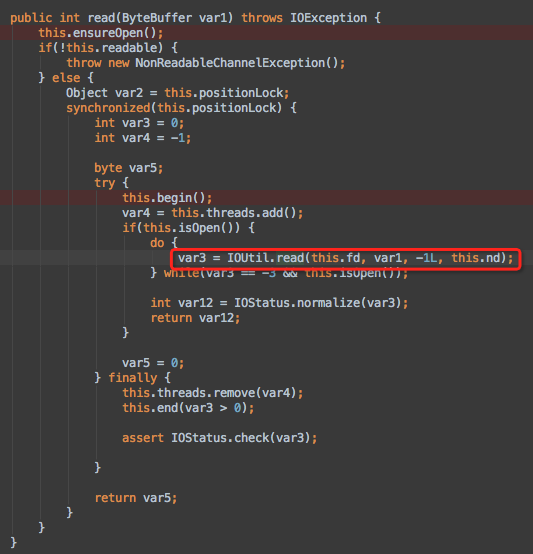 public int read(ByteBuffer var1) throws IOException {
    this.ensureOpen();
    if(!this.readable) {
        throw new NonReadableChannelException();
    } else {
        Object var2 = this.positionLock;
        synchronized(this.positionLock) {
            int var3 = 0;
            int var4 = -1;

            byte var5;
            try {
                this.begin();
                var4 = this.threads.add();
                if(this.isOpen()) {
                    do {
                        var3 = IOUtil.read(this.fd, var1, -1L, this.nd);
                    } while(var3 == -3 && this.isOpen());

                    int var12 = IOStatus.normalize(var3);
                    return var12;
                }

                var5 = 0;
            } finally {
                this.threads.remove(var4);
                this.end(var3 > 0);

                assert IOStatus.check(var3);

            }

            return var5;
        }
    }
}